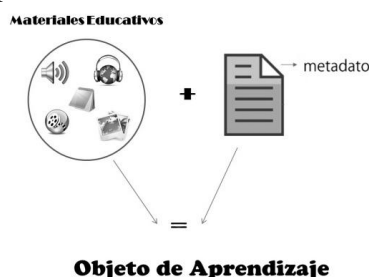 Materiales Educativos
+
metadato
=
Objeto de Aprendizaje